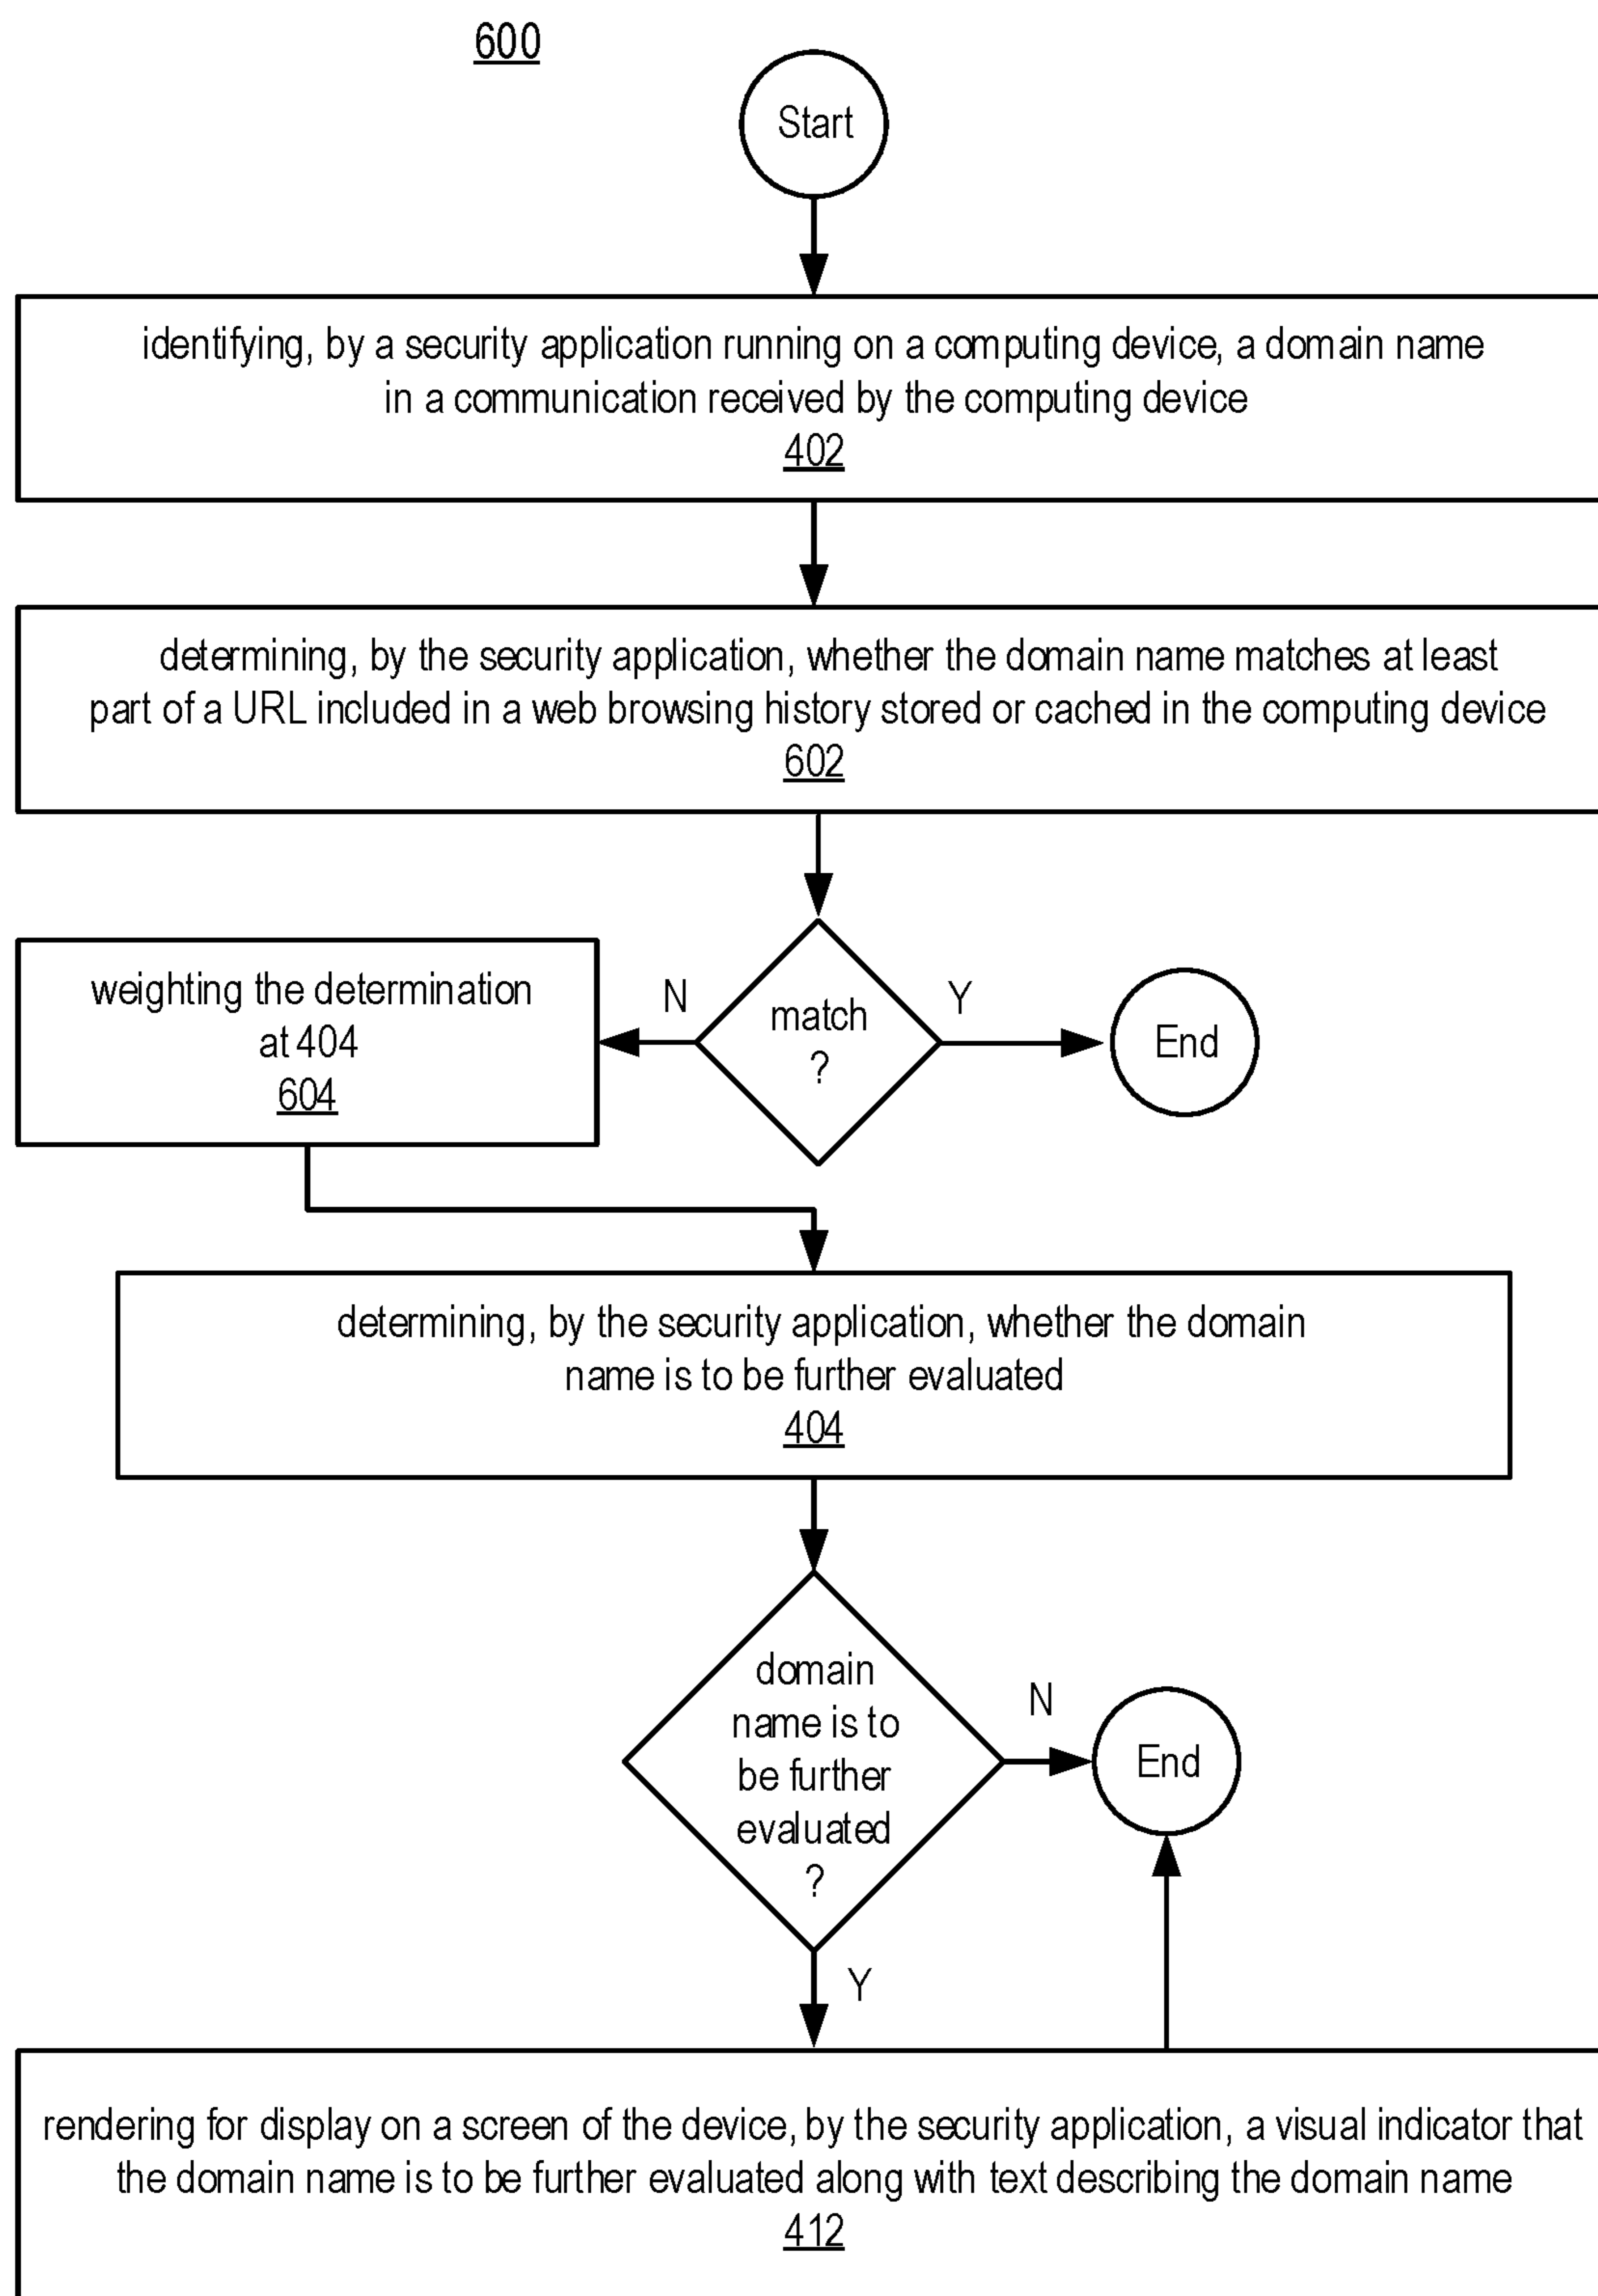 600
Start
identifying, by a security application running on a computing device, a domain name
in a communication received by the computing device
402
determining, by the security application, whether the domain name matches at least
part of a URL included in a web browsing history stored or cached in the computing device
602
weighting the determination
at 404
604
N
match
?
Y
End
determining, by the security application, whether the domain
name is to be further evaluated
404
domain
name is to
be further
evaluated
?
N
End
Y
rendering for display on a screen of the device, by the security application, a visual indicator that
the domain name is to be further evaluated along with text describing the domain name
412